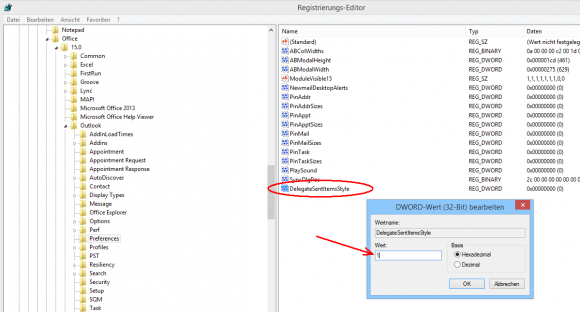 Registrierungs-Editor
Datei Bearbeiten Ansicht Favoriten ?
Notepad
Office
15.0
Common
Excel
FirstRun
Groove
Lync
MAPI
Microsoft Office 2013
Microsoft Office Help Viewer
Outlook
AddInLoadTimes
Addins
Appointment
Appointment Request
Appointment Response
AutoDiscover
Contact
Display Types
Message
Office Explorer
Options
Perf
Preferences
Profiles
PST
Resiliency
Search
Security
Setup
SQM
Task
Name Typ Daten
(Standard) REG_SZ (Wert nicht festgeleg
ABColWidths REG_BINARY 0a 00 00 00 c2 00 1d 0
ABModalHeight REG_DWORD 0x000001cd (461)
ABModalWidth REG_DWORD 0x00000275 (629)
ModuleVisible15 REG_SZ 1,1,1,1,1,1,0,0
NewmailDesktopAlerts REG_DWORD 0x00000000 (0)
PinAddr REG_DWORD 0x00000000 (0)
PinAddrSizes REG_DWORD 0x00000000 (0)
PinAppt REG_DWORD 0x00000000 (0)
PinApptSizes REG_DWORD 0x00000000 (0)
PinMail REG_DWORD 0x00000000 (0)
PinMailSizes REG_DWORD 0x00000000 (0)
PinTask REG_DWORD 0x00000000 (0)
PinTaskSizes REG_DWORD 0x00000000 (0)
PlaySound REG_DWORD 0x00000000 (0)
SyncDlgPos REG_BINARY 2c 00 00 00 00 00 00 0
DelegateSentItemsStyle REG_DWORD 0x00000000 (0)
DWORD-Wert (32-Bit) bearbeiten
Wertname:
DelegateSentItemsStyle
Wert:
1
Basis
Hexadezimal
Dezimal
OK Abbrechen